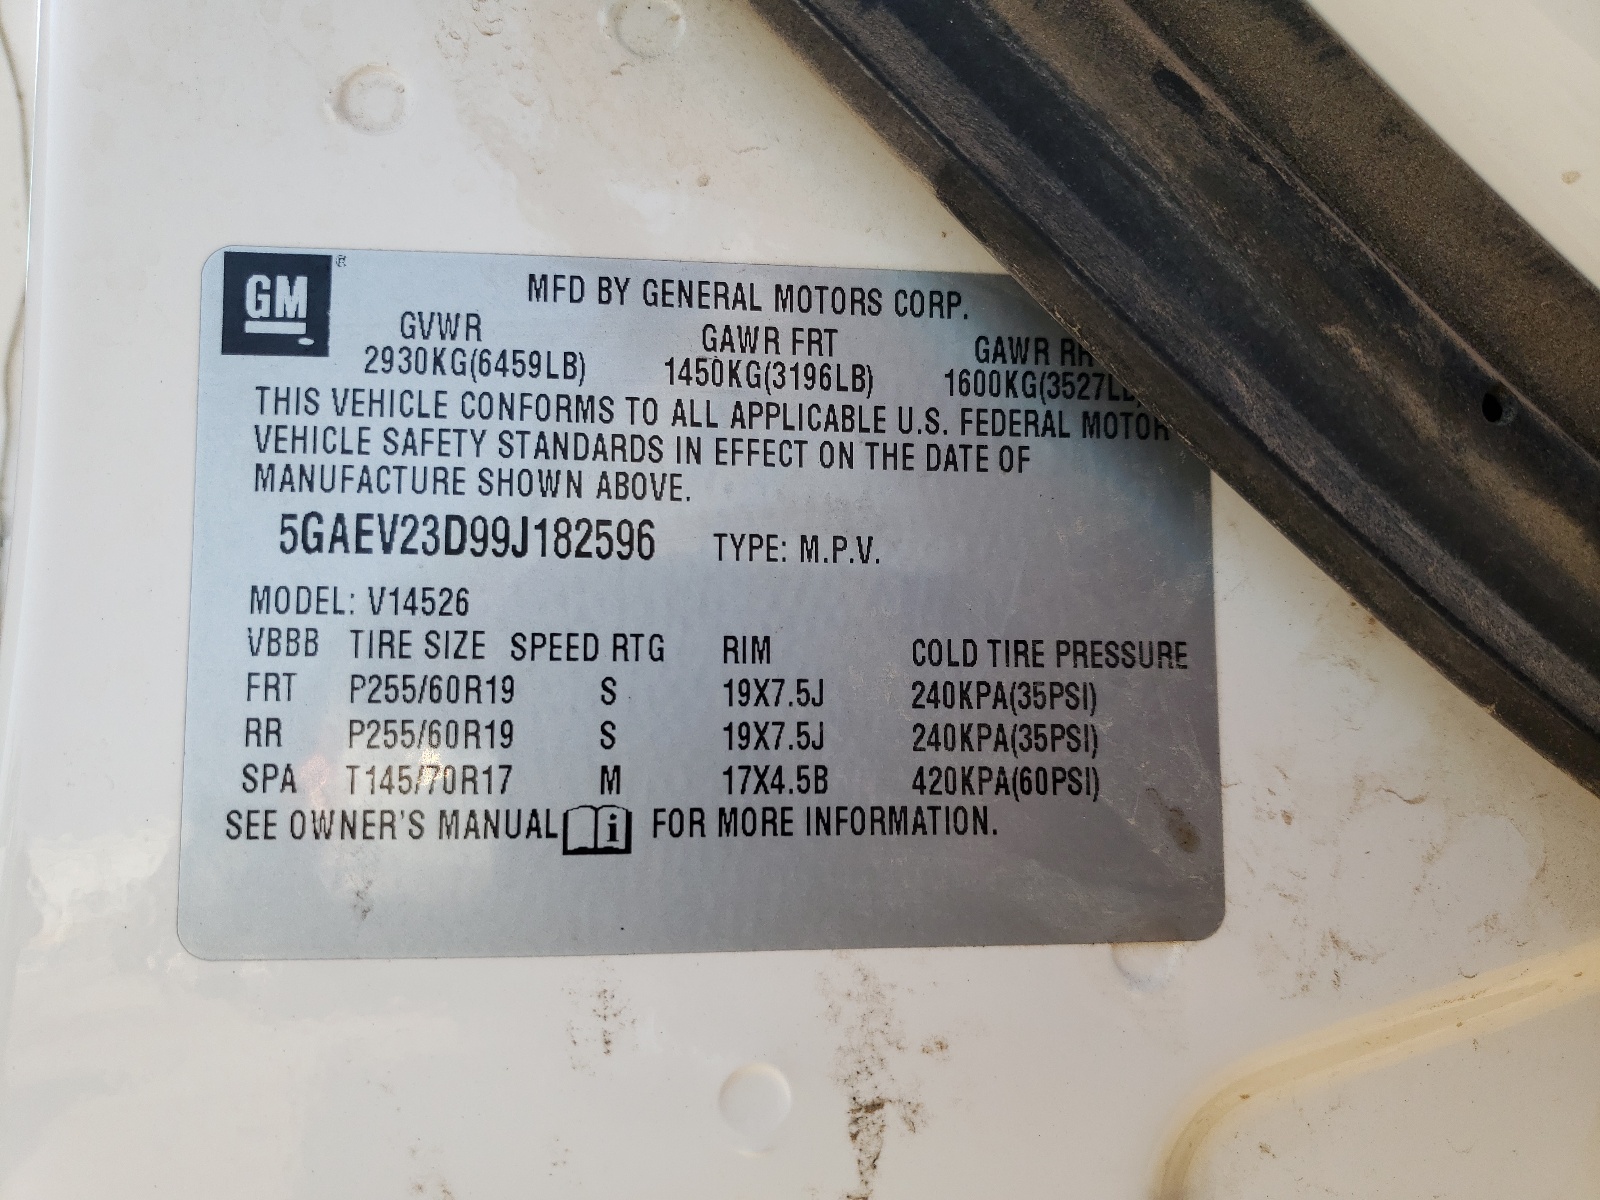 GM ®
MFD BY GENERAL MOTORS CORP.
GVWR GAWR FRT GAWR RR
2930KG(6459LB) 1450KG(3196LB) 1600KG(3527LB
THIS VEHICLE CONFORMS TO ALL APPLICABLE U.S. FEDERAL MOTOR
VEHICLE SAFETY STANDARDS IN EFFECT ON THE DATE OF
MANUFACTURE SHOWN ABOVE.
5GAEV23D99J182596 TYPE: M.P.V.
MODEL: V14526
VBBB TIRE SIZE SPEED RTG RIM COLD TIRE PRESSURE
FRT P255/60R19 S 19X7.5J 240KPA(35PSI)
RR P255/60R19 S 19X7.5J 240KPA(35PSI)
SPA T145/70R17 M 17X4.5B 420KPA(60PSI)
SEE OWNER'S MANUAL i FOR MORE INFORMATION.